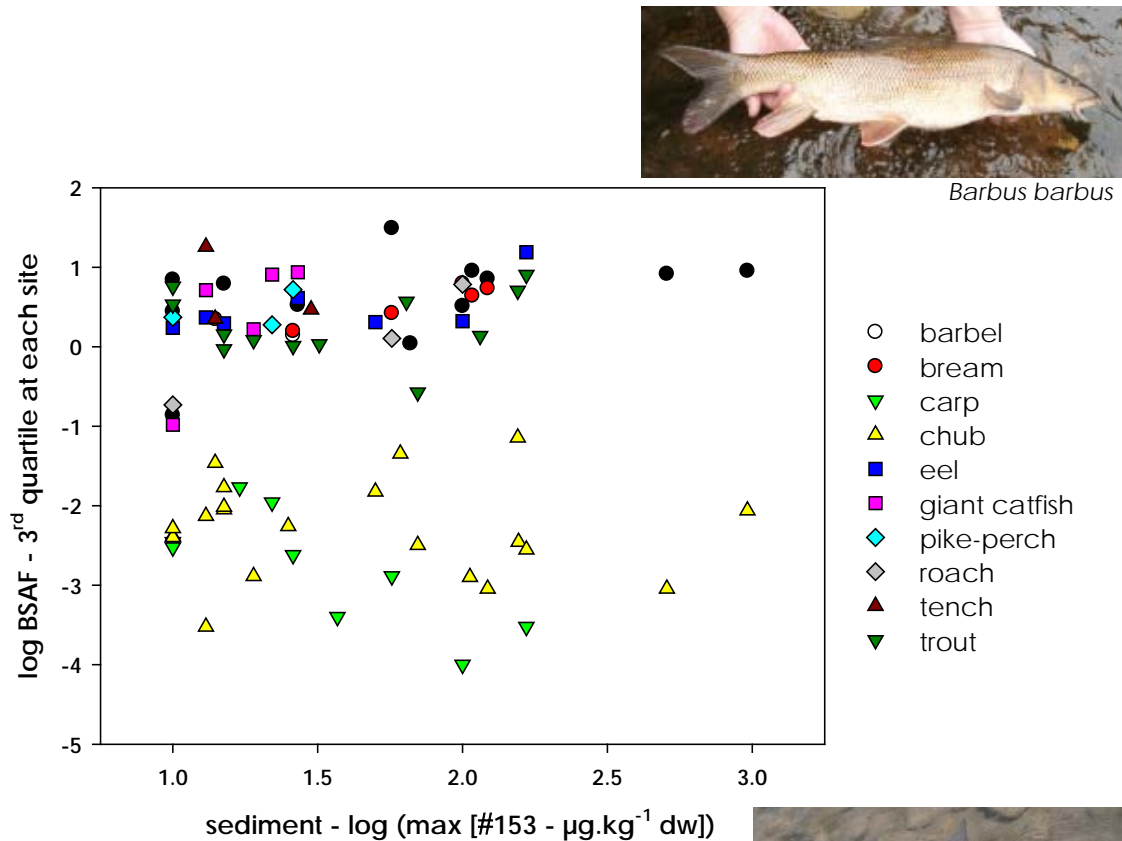 Barbus barbus
2
1
0
-1
-2
-3
-4
-5
log BSAF - 3rd quartile at each site
1.0 1.5 2.0 2.5 3.0
sediment - log (max [#153 - µg.kg-1 dw])
barbel
bream
carp
chub
eel
giant catfish
pike-perch
roach
tench
trout